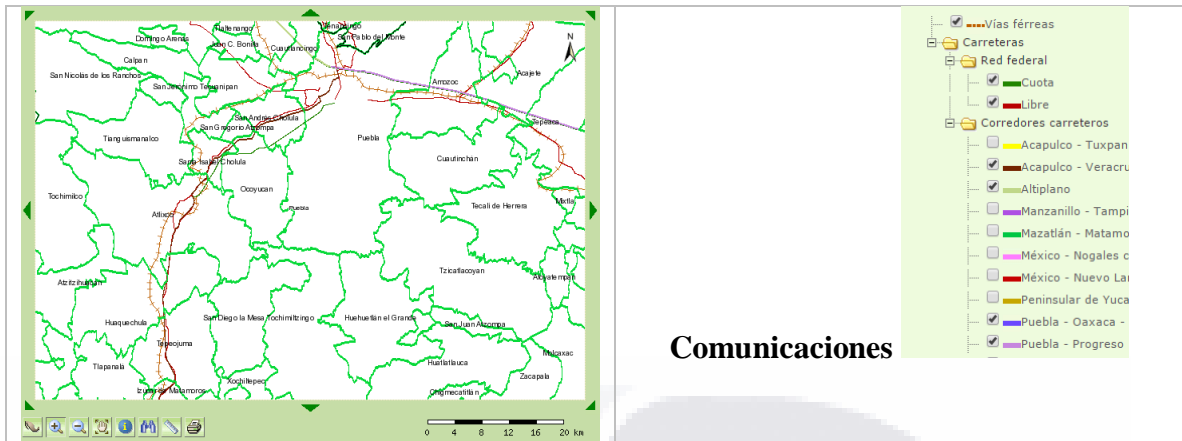 Tlaltenango
Tenancingo
Domingo Arenas
Juan C. Bonilla
Cuautlancingo
San Pablo del Monte
N
Calpan
San Nicolás de los Ranchos
San Jerónimo Tecuanipan
Amozoc
Acajete
San Andrés Cholula
San Gregorio Atzompa
Tepeaca
Tianguismanalco
Puebla
Santa Isabel Cholula
Cuautinchán
Ocoyucan
Tochimilco
Puebla
Tecali de Herrera
Mixtla
Atlixco
Tzicatlacoyan
Atoyatempan
Atzitzihuacán
Huaquechula
San Diego la Mesa Tochimiltzingo
Huehuetlán el Grande
San Juan Atzompa
Tepeojuma
Molcaxac
Tlapanalá
Huatlatlauca
Zacapala
Xochiltepec
Izúcar de Matamoros
Chigmecatitlán
0 4 8 12 16 20 km
Comunicaciones
Vías férreas
Carreteras
Red federal
Cuota
Libre
Corredores carreteros
Acapulco - Tuxpan
Acapulco - Veracru
Altiplano
Manzanillo - Tampi
Mazatlán - Matamo
México - Nogales c
México - Nuevo Lar
Peninsular de Yuca
Puebla - Oaxaca -
Puebla - Progreso